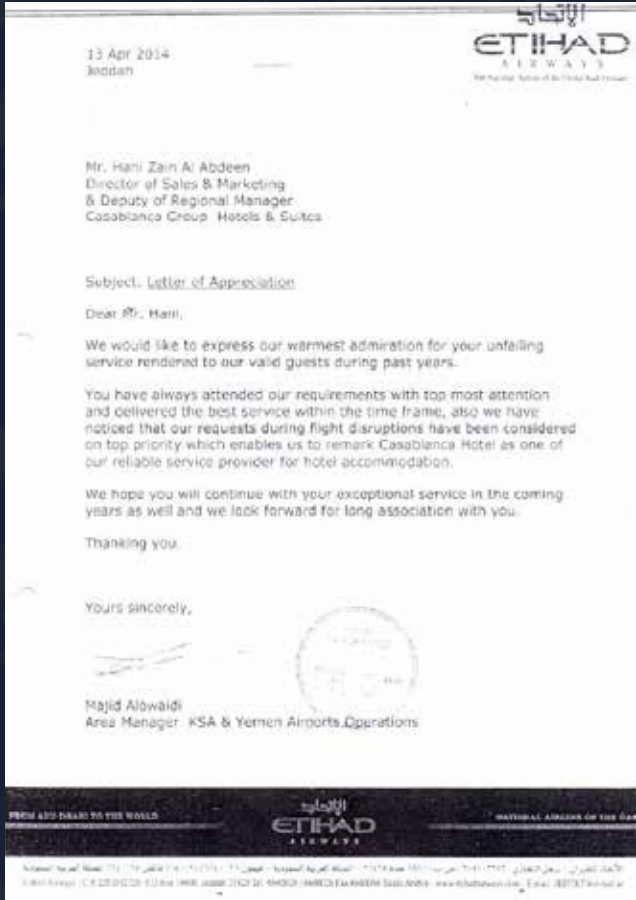 الإتحاد
ETIHAD
AIRWAYS
13 Apr 2014
Jeddah
Mr. Hani Zain Al Abdeen
Director of Sales & Marketing
& Deputy of Regional Manager
Casablanca Group Hotels & Suites
Subject: Letter of Appreciation
Dear Mr. Hani,
We would like to express our warmest admiration for your unfailing
service rendered to our valid guests during past years.
You have always attended our requirements with top most attention
and delivered the best service within the time frame, also we have
noticed that our requests during flight disruptions have been considered
on top priority which enables us to remark Casablanca Hotel as one of
our reliable service provider for hotel accommodation.
We hope you will continue with your exceptional service in the coming
years as well and we look forward for long association with you.
Thanking you.
Yours sincerely,
Majid Alowaidi
Area Manager KSA & Yemen Airports Operations
FROM ABU DHABI TO THE WORLD
الإتحاد
ETIHAD
AIRWAYS
NATIONAL AIRLINE OF THE UAE